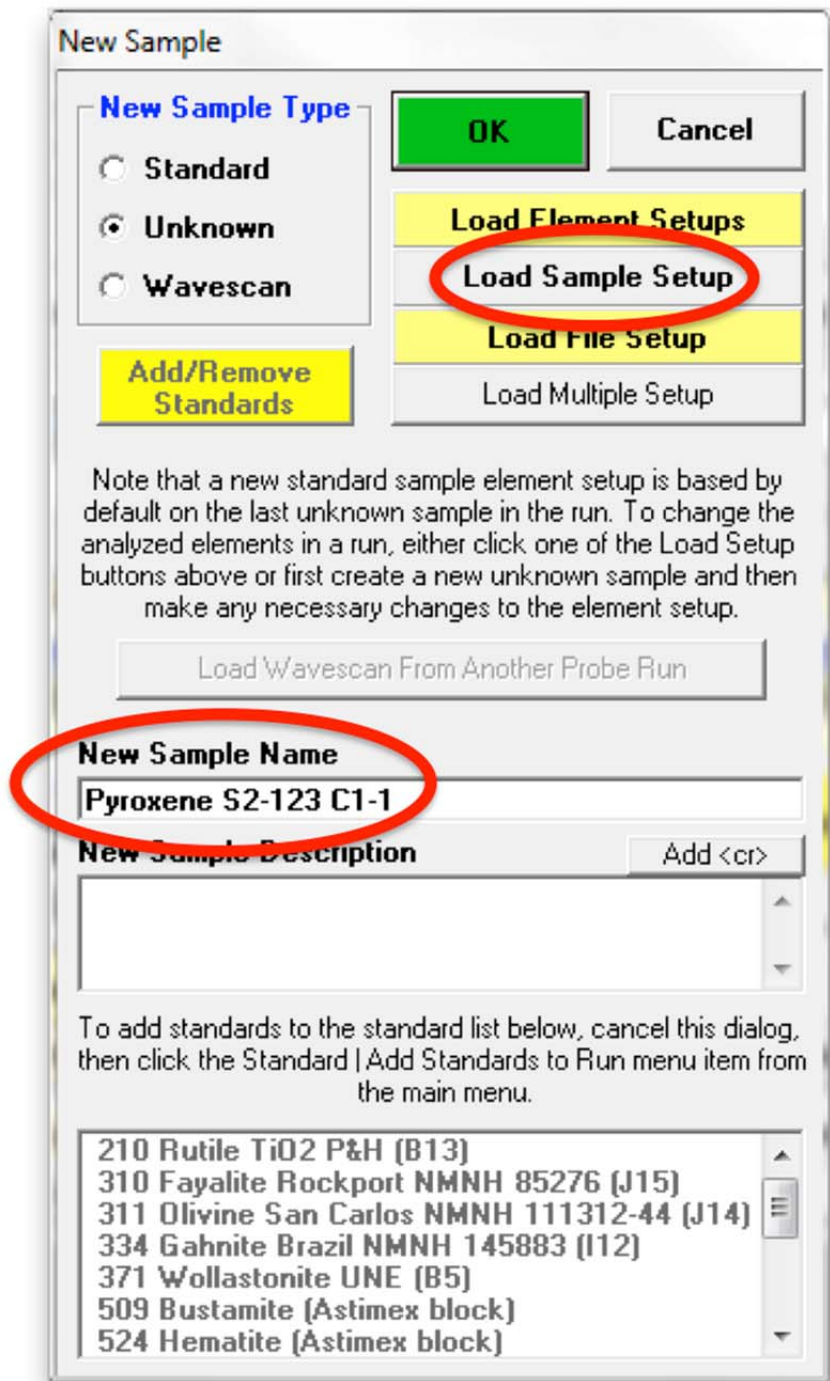 New Sample
New Sample Type
Standard
Unknown
Wavescan
OK
Cancel
Load Element Setups
Load Sample Setup
Load File Setup
Load Multiple Setup
Add/Remove
Standards
Note that a new standard sample element setup is based by
default on the last unknown sample in the run. To change the
analyzed elements in a run, either click one of the Load Setup
buttons above or first create a new unknown sample and then
make any necessary changes to the element setup.
Load Wavescan From Another Probe Run
New Sample Name
Pyroxene S2-123 C1-1
New Sample Description
Add <cr>
To add standards to the standard list below, cancel this dialog,
then click the Standard | Add Standards to Run menu item from
the main menu.
210 Rutile TiO2 P&H (B13)
310 Fayalite Rockport NMNH 85276 (J15)
311 Olivine San Carlos NMNH 111312-44 (J14)
334 Gahnite Brazil NMNH 145883 (I12)
371 Wollastonite UNE (B5)
509 Bustamite (Astimex block)
524 Hematite (Astimex block)